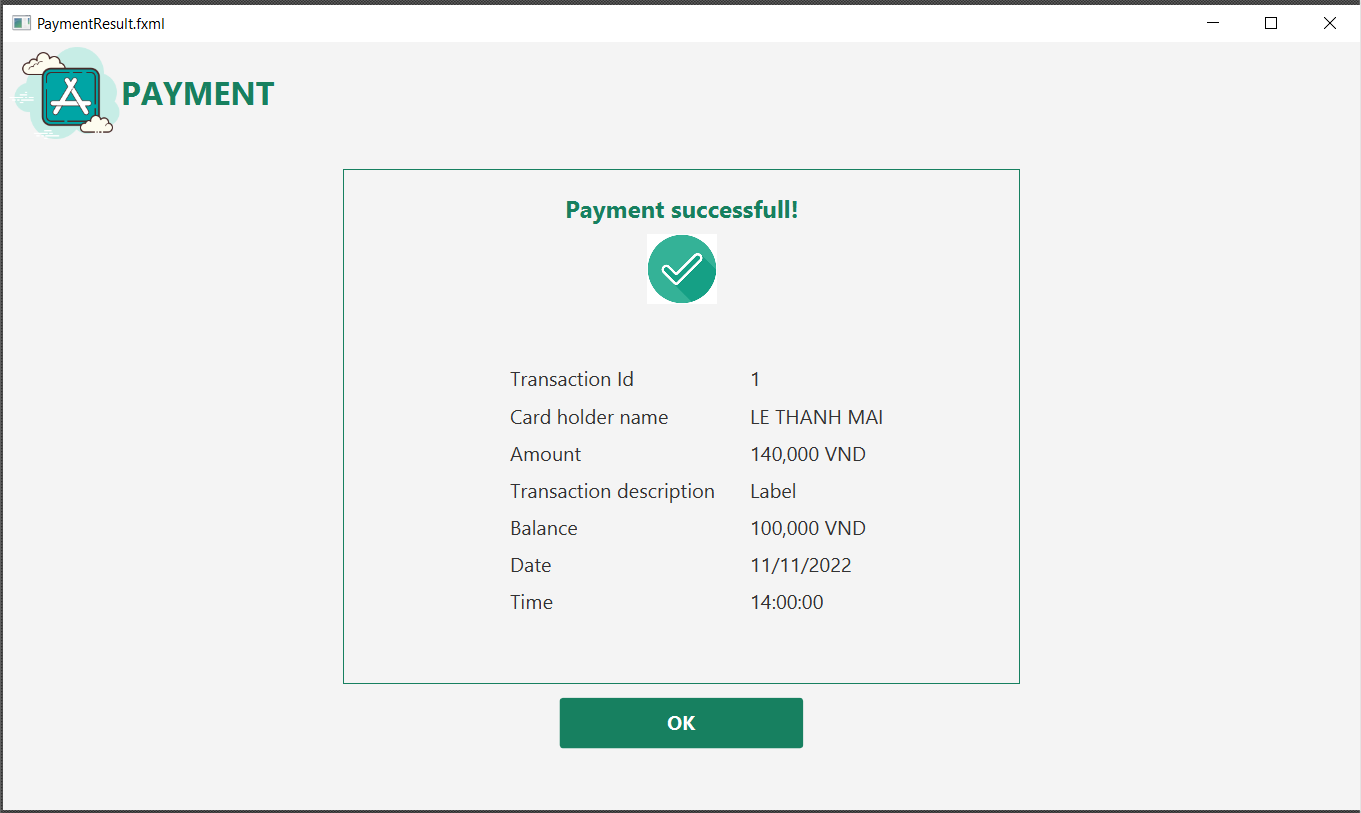 PaymentResult.fxml
PAYMENT
Payment successfull!
Transaction Id 1
Card holder name LE THANH MAI
Amount 140,000 VND
Transaction description Label
Balance 100,000 VND
Date 11/11/2022
Time 14:00:00
OK